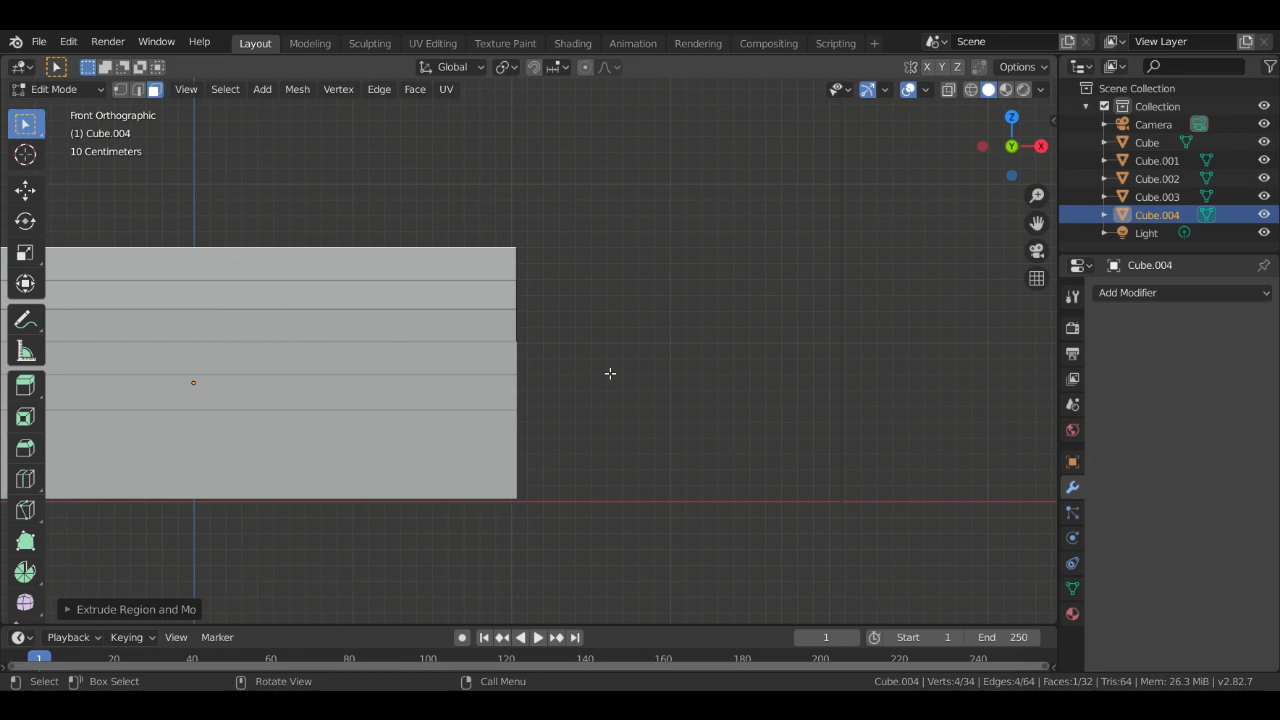 File Edit Render Window Help Layout Modeling Sculpting UV Editing Texture Paint Shading Animation Rendering Compositing Scripting + Scene View Layer
Global X Y Z Options
Edit Mode View Select Add Mesh Vertex Edge Face UV
Scene Collection
Collection
Camera
Cube
Cube.001
Cube.002
Cube.003
Cube.004
Light
Front Orthographic
(1) Cube.004
10 Centimeters
Z
Y
X
Cube.004
Add Modifier
Extrude Region and Mo
Playback Keying View Marker 1 Start 1 End 250
1 20 40 60 80 100 120 140 160 180 200 220 240
Select Box Select Rotate View Call Menu Cube.004 | Verts:4/34 | Edges:4/64 | Faces:1/32 | Tris:64 | Mem: 26.3 MiB | v2.82.7